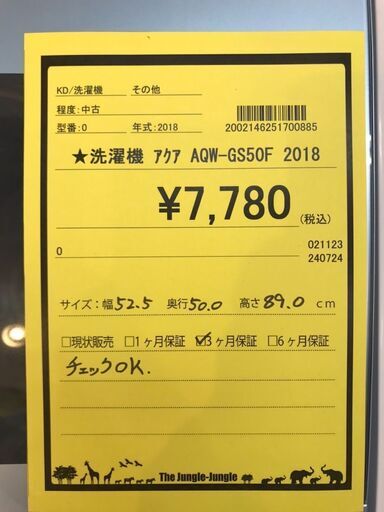 KD/洗濯機 その他
程度:中古
型番:0 年式:2018
2002146251700885
★洗濯機 アクア AQW-GS50F 2018
¥7,780(税込)
0 021123
240724
サイズ:幅52.5 奥行50.0 高さ89.0cm
□現状販売 □1ヶ月保証 ☑3ヶ月保証 □6ヶ月保証
チェックOK.
The Jungle-Jungle